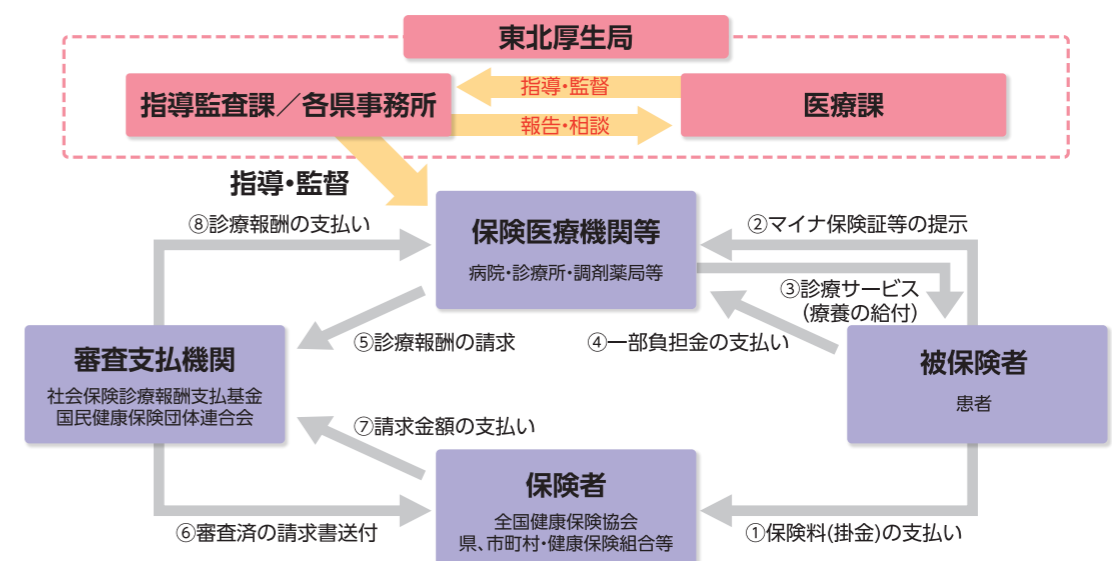 東北厚生局
指導監査課／各県事務所
指導・監督
報告・相談
医療課
指導・監督
⑧診療報酬の支払い
保険医療機関等
病院・診療所・調剤薬局等
②マイナ保険証等の提示
③診療サービス
（療養の給付）
⑤診療報酬の請求
④一部負担金の支払い
審査支払機関
社会保険診療報酬支払基金
国民健康保険団体連合会
被保険者
患者
⑦請求金額の支払い
保険者
全国健康保険協会
県、市町村・健康保険組合等
⑥審査済の請求書送付
①保険料(掛金)の支払い